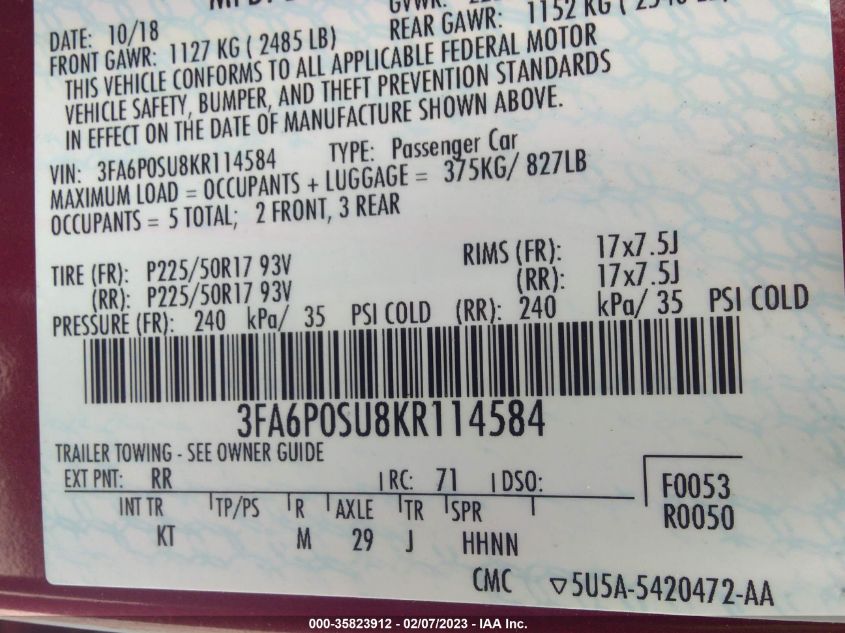 DATE: 10/18
FRONT GAWR: 1127 KG ( 2485 LB) REAR GAWR: 1152 KG (
THIS VEHICLE CONFORMS TO ALL APPLICABLE FEDERAL MOTOR
VEHICLE SAFETY, BUMPER, AND THEFT PREVENTION STANDARDS
IN EFFECT ON THE DATE OF MANUFACTURE SHOWN ABOVE.
VIN: 3FA6P0SU8KR114584 TYPE: Passenger Car
MAXIMUM LOAD = OCCUPANTS + LUGGAGE = 375KG/ 827LB
OCCUPANTS = 5 TOTAL; 2 FRONT, 3 REAR
TIRE (FR): P225/50R17 93V RIMS (FR): 17x7.5J
(RR): P225/50R17 93V (RR): 17x7.5J
PRESSURE (FR): 240 kPa/ 35 PSI COLD (RR): 240 kPa/ 35 PSI COLD
3FA6P0SU8KR114584
TRAILER TOWING - SEE OWNER GUIDE
EXT PNT: RR RC: 71 DSO:
F0053
R0050
INT TR TP/PS R AXLE TR SPR
KT M 29 J HHNN
CMC ▽5U5A-5420472-AA
000-35823912 - 02/07/2023 - IAA Inc.